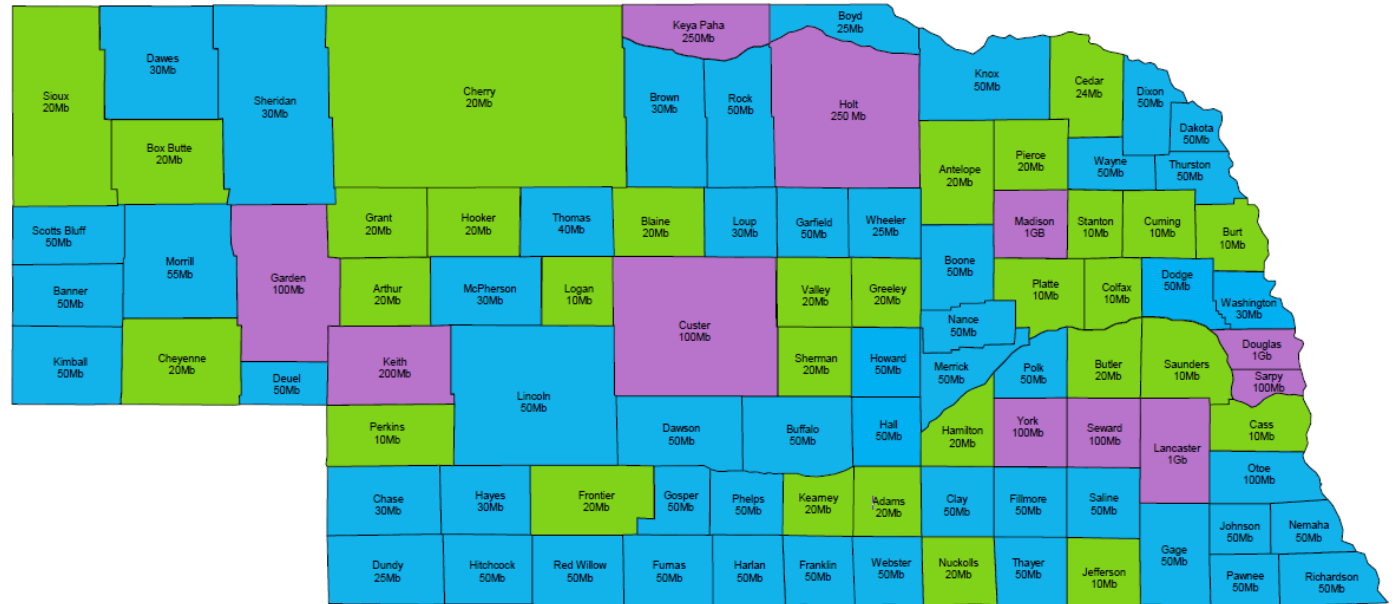 Keya Paha
250Mb
Boyd
25Mb
Dawes
30Mb
Sioux
20Mb
Sheridan
30Mb
Cherry
20Mb
Brown
30Mb
Rock
50Mb
Holt
250 Mb
Knox
50Mb
Cedar
24Mb
Dixon
50Mb
Dakota
50Mb
Box Butte
20Mb
Antelope
20Mb
Pierce
20Mb
Wayne
50Mb
Thurston
50Mb
Scotts Bluff
50Mb
Morrill
55Mb
Garden
100Mb
Grant
20Mb
Hooker
20Mb
Thomas
40Mb
Blaine
20Mb
Loup
30Mb
Garfield
50Mb
Wheeler
25Mb
Madison
1GB
Stanton
10Mb
Cuming
10Mb
Burt
10Mb
Boone
50Mb
Banner
50Mb
Arthur
20Mb
McPherson
30Mb
Logan
10Mb
Custer
100Mb
Valley
20Mb
Greeley
20Mb
Platte
10Mb
Colfax
10Mb
Dodge
50Mb
Washington
30Mb
Nance
50Mb
Kimball
50Mb
Cheyenne
20Mb
Deuel
50Mb
Keith
200Mb
Lincoln
50Mb
Sherman
20Mb
Howard
50Mb
Merrick
50Mb
Polk
50Mb
Butler
20Mb
Saunders
10Mb
Douglas
1Gb
Sarpy
100Mb
Perkins
10Mb
Dawson
50Mb
Buffalo
50Mb
Hall
50Mb
Hamilton
20Mb
York
100Mb
Seward
100Mb
Lancaster
1Gb
Cass
10Mb
Otoe
100Mb
Chase
30Mb
Hayes
30Mb
Frontier
20Mb
Gosper
50Mb
Phelps
50Mb
Kearney
20Mb
Adams
20Mb
Clay
50Mb
Fillmore
50Mb
Saline
50Mb
Gage
50Mb
Johnson
50Mb
Nemaha
50Mb
Dundy
25Mb
Hitchcock
50Mb
Red Willow
50Mb
Furnas
50Mb
Harlan
50Mb
Franklin
50Mb
Webster
50Mb
Nuckolls
20Mb
Thayer
50Mb
Jefferson
10Mb
Pawnee
50Mb
Richardson
50Mb